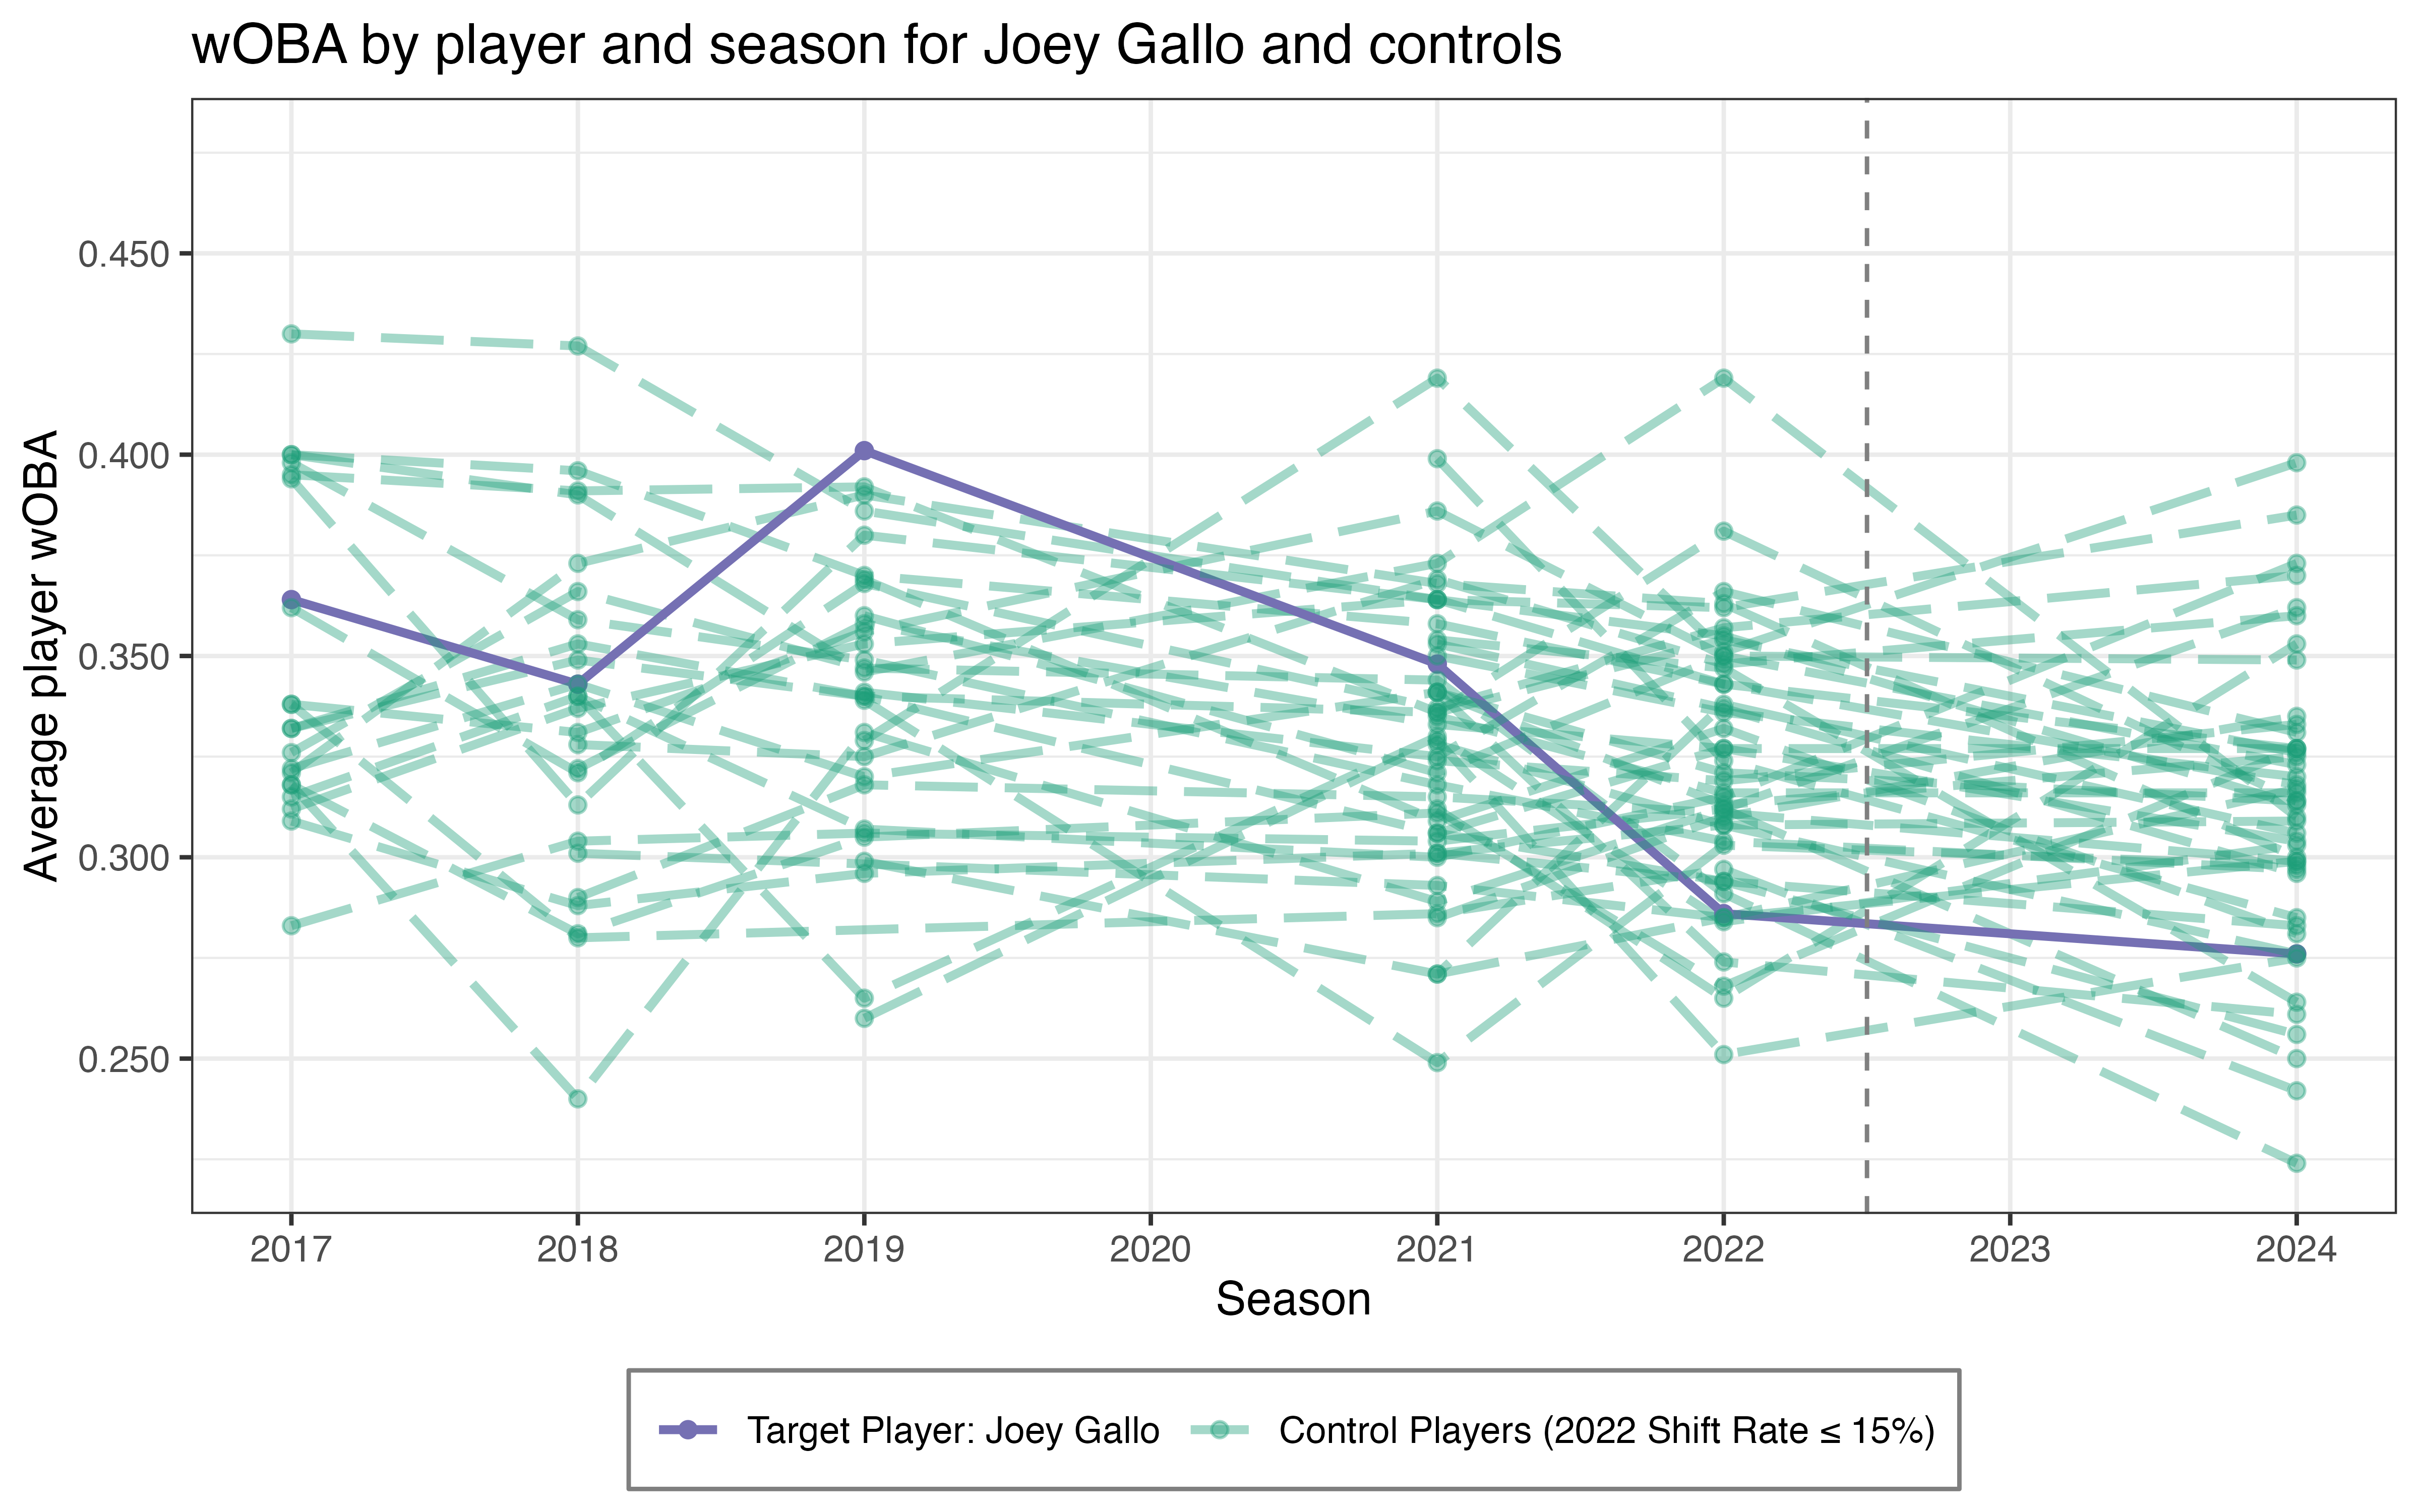 wOBA by player and season for Joey Gallo and controls
Average player wOBA
0.450
0.400
0.350
0.300
0.250
2017 2018 2019 2020 2021 2022 2023 2024
Season
Target Player: Joey Gallo Control Players (2022 Shift Rate ≤ 15%)